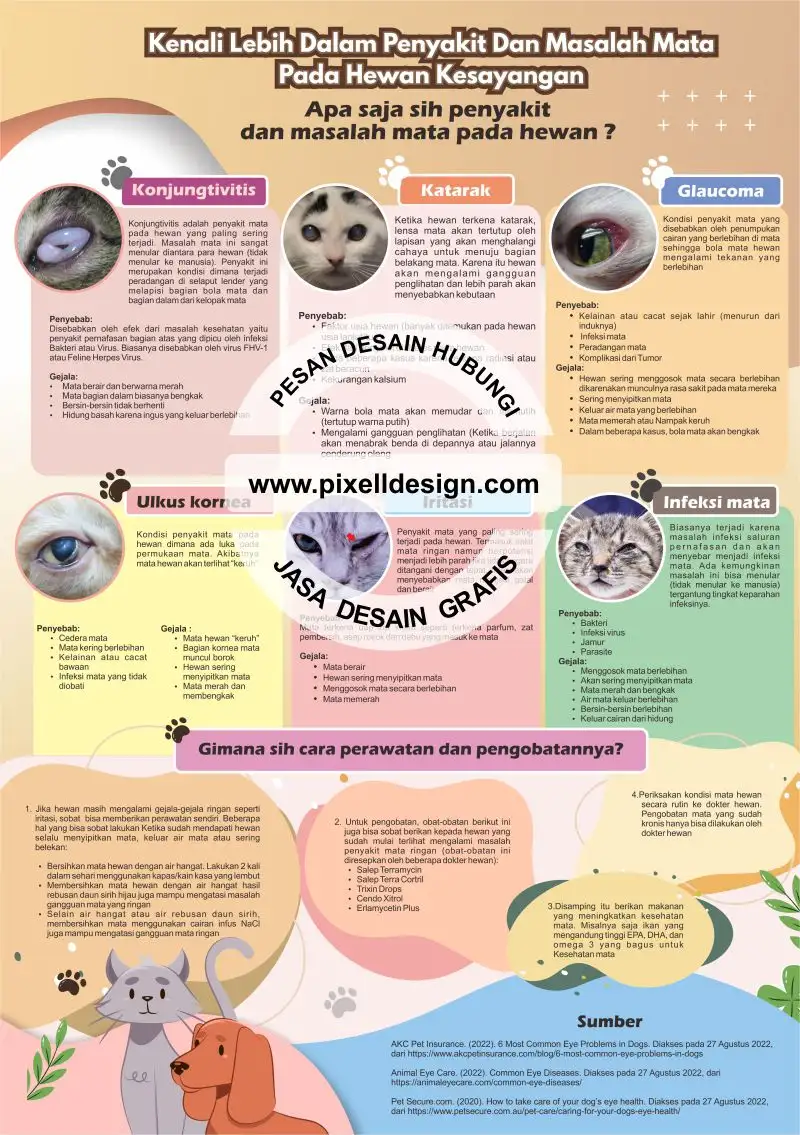 Kenali Lebih Dalam Penyakit Dan Masalah Mata
Pada Hewan Kesayangan
Apa saja sih penyakit
dan masalah mata pada hewan ?
Konjungtivitis
Konjungtivitis adalah penyakit mata
pada hewan yang paling sering
terjadi. Masalah mata ini sangat
menular diantara para hewan (tidak
menular ke manusia). Penyakit ini
merupakan kondisi dimana terjadi
peradangan di selaput lender yang
melapisi bagian bola mata dan
bagian dalam dari kelopak mata
Penyebab:
Disebabkan oleh efek dari masalah kesehatan yaitu
penyakit pernafasan bagian atas yang dipicu oleh infeksi
Bakteri atau Virus. Biasanya disebabkan oleh virus FHV-1
atau Feline Herpes Virus.
Gejala:
• Mata berair dan berwarna merah
• Mata bagian dalam biasanya bengkak
• Bersin-bersin tidak berhenti
• Hidung basah karena ingus yang keluar berlebihan
Katarak
Ketika hewan terkena katarak,
lensa mata akan tertutup oleh
lapisan yang akan menghalangi
cahaya untuk menuju bagian
belakang mata. Karena itu hewan
akan mengalami gangguan
penglihatan dan lebih parah akan
menyebabkan kebutaan
Penyebab:
• Faktor usia hewan (banyak ditemukan pada hewan
usia
hewan
beberapa kasus radiasi atau
beracun
• Kekurangan kalsium
Gejala:
• Warna bola mata akan memudar dan
(tertutup warna putih)
• Mengalami gangguan penglihatan (Ketika berjalan
akan menabrak benda di depannya atau jalannya
cenderung oleng
Glaucoma
Kondisi penyakit mata yang
disebabkan oleh penumpukan
cairan yang berlebihan di mata
sehingga bola mata hewan
mengalami tekanan yang
berlebihan
Penyebab:
• Kelainan atau cacat sejak lahir (menurun dari
induknya)
• Infeksi mata
• Peradangan mata
• Komplikasi dari Tumor
Gejala:
• Hewan sering menggosok mata secara berlebihan
dikarenakan munculnya rasa sakit pada mata mereka
• Sering menyipitkan mata
• Keluar air mata yang berlebihan
• Mata memerah atau Nampak keruh
• Dalam beberapa kasus, bola mata akan bengkak
PESAN DESAIN HUBUNGI
www.pixelldesign.com
JASA DESAIN GRAFIS
Ulkus kornea
Kondisi penyakit mata pada
hewan dimana ada luka pada
permukaan mata. Akibatnya
mata hewan akan terlihat "keruh"
Penyebab:
• Cedera mata
• Mata kering berlebihan
• Kelainan atau cacat
bawaan
• Infeksi mata yang tidak
diobati
Gejala :
• Mata hewan "keruh"
• Bagian kornea mata
muncul borok
• Hewan sering
menyipitkan mata
• Mata merah dan
membengkak
Iritasi
Penyakit mata yang paling sering
terjadi pada hewan. Termasuk sakit
mata ringan namun berpotensi
menjadi lebih parah
ditangani dengan
menyebabkan mata
dan
Penyebab:
Mata terkena terkena parfum, zat
pembersih, asap rokok dan debu yang masuk ke mata
Gejala:
• Mata berair
• Hewan sering menyipitkan mata
• Menggosok mata secara berlebihan
• Mata memerah
Infeksi mata
Biasanya terjadi karena
masalah infeksi saluran
pernafasan dan akan
menyebar menjadi infeksi
mata. Ada kemungkinan
masalah ini bisa menular
(tidak menular ke manusia)
tergantung tingkat keparahan
infeksinya.
Penyebab:
• Bakteri
• Infeksi virus
• Jamur
• Parasite
Gejala:
• Menggosok mata berlebihan
• Akan sering menyipitkan mata
• Mata merah dan bengkak
• Air mata keluar berlebihan
• Bersin-bersin berlebihan
• Keluar cairan dari hidung
Gimana sih cara perawatan dan pengobatannya?
1. Jika hewan masih mengalami gejala-gejala ringan seperti
iritasi, sobat bisa memberikan perawatan sendiri. Beberapa
hal yang bisa sobat lakukan Ketika sudah mendapati hewan
selalu menyipitkan mata, keluar air mata atau sering
belekan:
• Bersihkan mata hewan dengan air hangat. Lakukan 2 kali
dalam sehari menggunakan kapas/kain kasa yang lembut
• Membersihkan mata hewan dengan air hangat hasil
rebusan daun sirih hijau juga mampu mengatasi masalah
gangguan mata yang ringan
• Selain air hangat atau air rebusan daun sirih,
membersihkan mata menggunakan cairan infus NaCl
juga mampu mengatasi gangguan mata ringan
2. Untuk pengobatan, obat-obatan berikut ini
juga bisa sobat berikan kepada hewan yang
sudah mulai terlihat mengalami masalah
penyakit mata ringan (obat-obatan ini
diresepkan oleh beberapa dokter hewan):
• Salep Terramycin
• Salep Terra Cortril
• Trixin Drops
• Cendo Xitrol
• Erlamycetin Plus
4.Periksakan kondisi mata hewan
secara rutin ke dokter hewan.
Pengobatan mata yang sudah
kronis hanya bisa dilakukan oleh
dokter hewan
3.Disamping itu berikan makanan
yang meningkatkan kesehatan
mata. Misalnya saja ikan yang
mengandung tinggi EPA, DHA, dan
omega 3 yang bagus untuk
Kesehatan mata
Sumber
AKC Pet Insurance. (2022). 6 Most Common Eye Problems in Dogs. Diakses pada 27 Agustus 2022,
dari https://www.akcpetinsurance.com/blog/6-most-common-eye-problems-in-dogs
Animal Eye Care. (2022). Common Eye Diseases. Diakses pada 27 Agustus 2022, dari
https://animaleyecare.com/common-eye-diseases/
Pet Secure.com. (2020). How to take care of your dog's eye health. Diakses pada 27 Agustus 2022,
dari https://www.petsecure.com.au/pet-care/caring-for-your-dogs-eye-health/